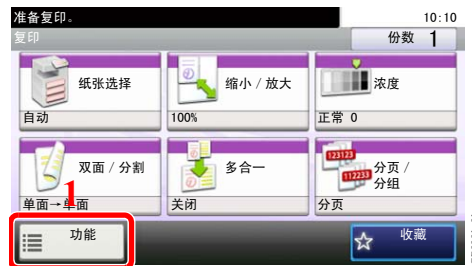 准备复印。 10:10
复印 份数 1
纸张选择 缩小 / 放大 浓度
自动 100% 正常 0
双面 / 分割 多合一 123123 112233 分页 / 分组
1
单面→单面 关闭 分页
功能 收藏